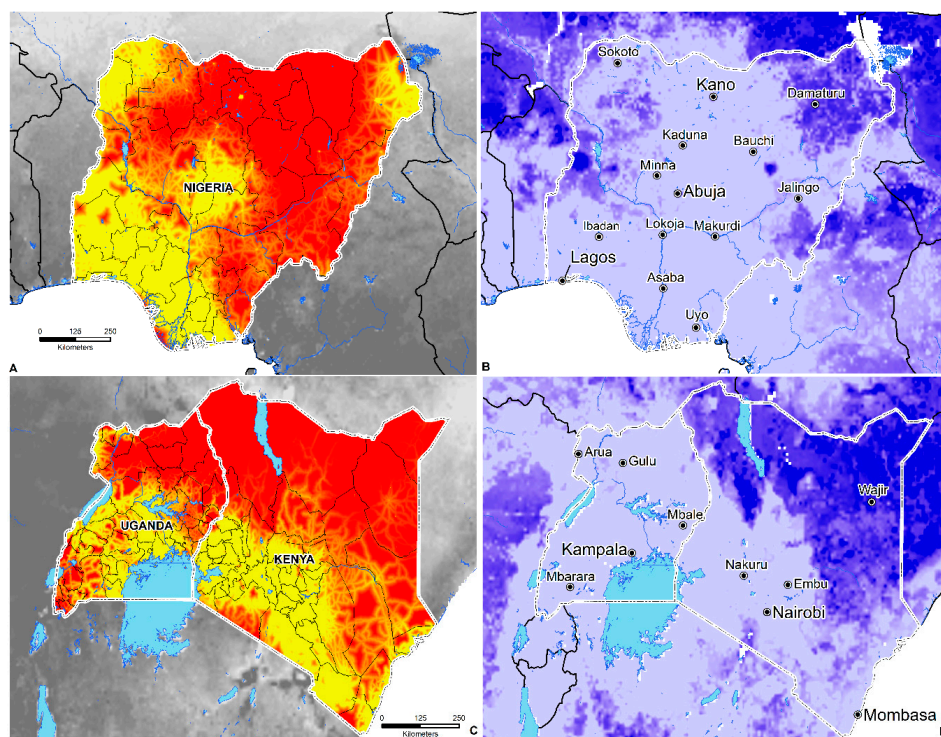 NIGERIA
0 125 250
Kilometers
A
Sokoto
Kano
Damaturu
Kaduna
Bauchi
Minna
Abuja
Jalingo
Ibadan
Lokoja
Makurdi
Lagos
Asaba
Uyo
B
UGANDA
KENYA
0 125 250
Kilometers
C
Arua
Gulu
Wajir
Mbale
Kampala
Nakuru
Mbarara
Embu
Nairobi
Mombasa